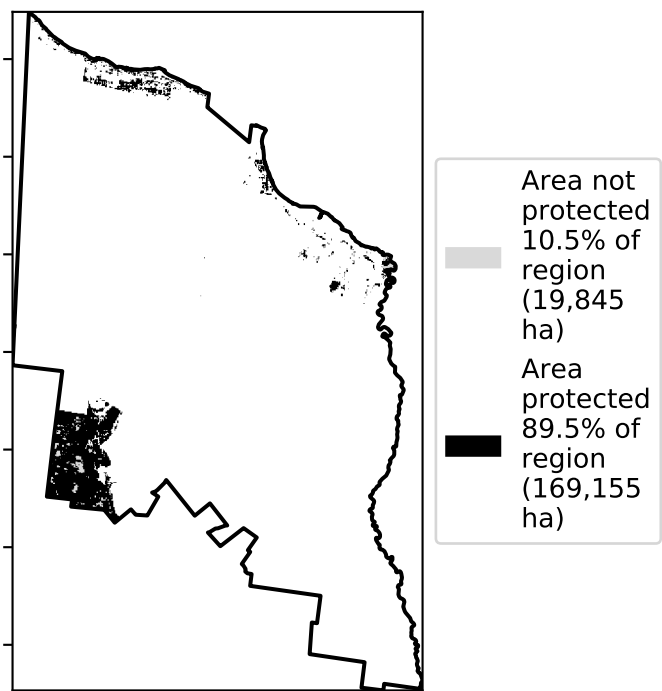 Area not
protected
10.5% of
region
(19,845
ha)
Area
protected
89.5% of
region
(169,155
ha)